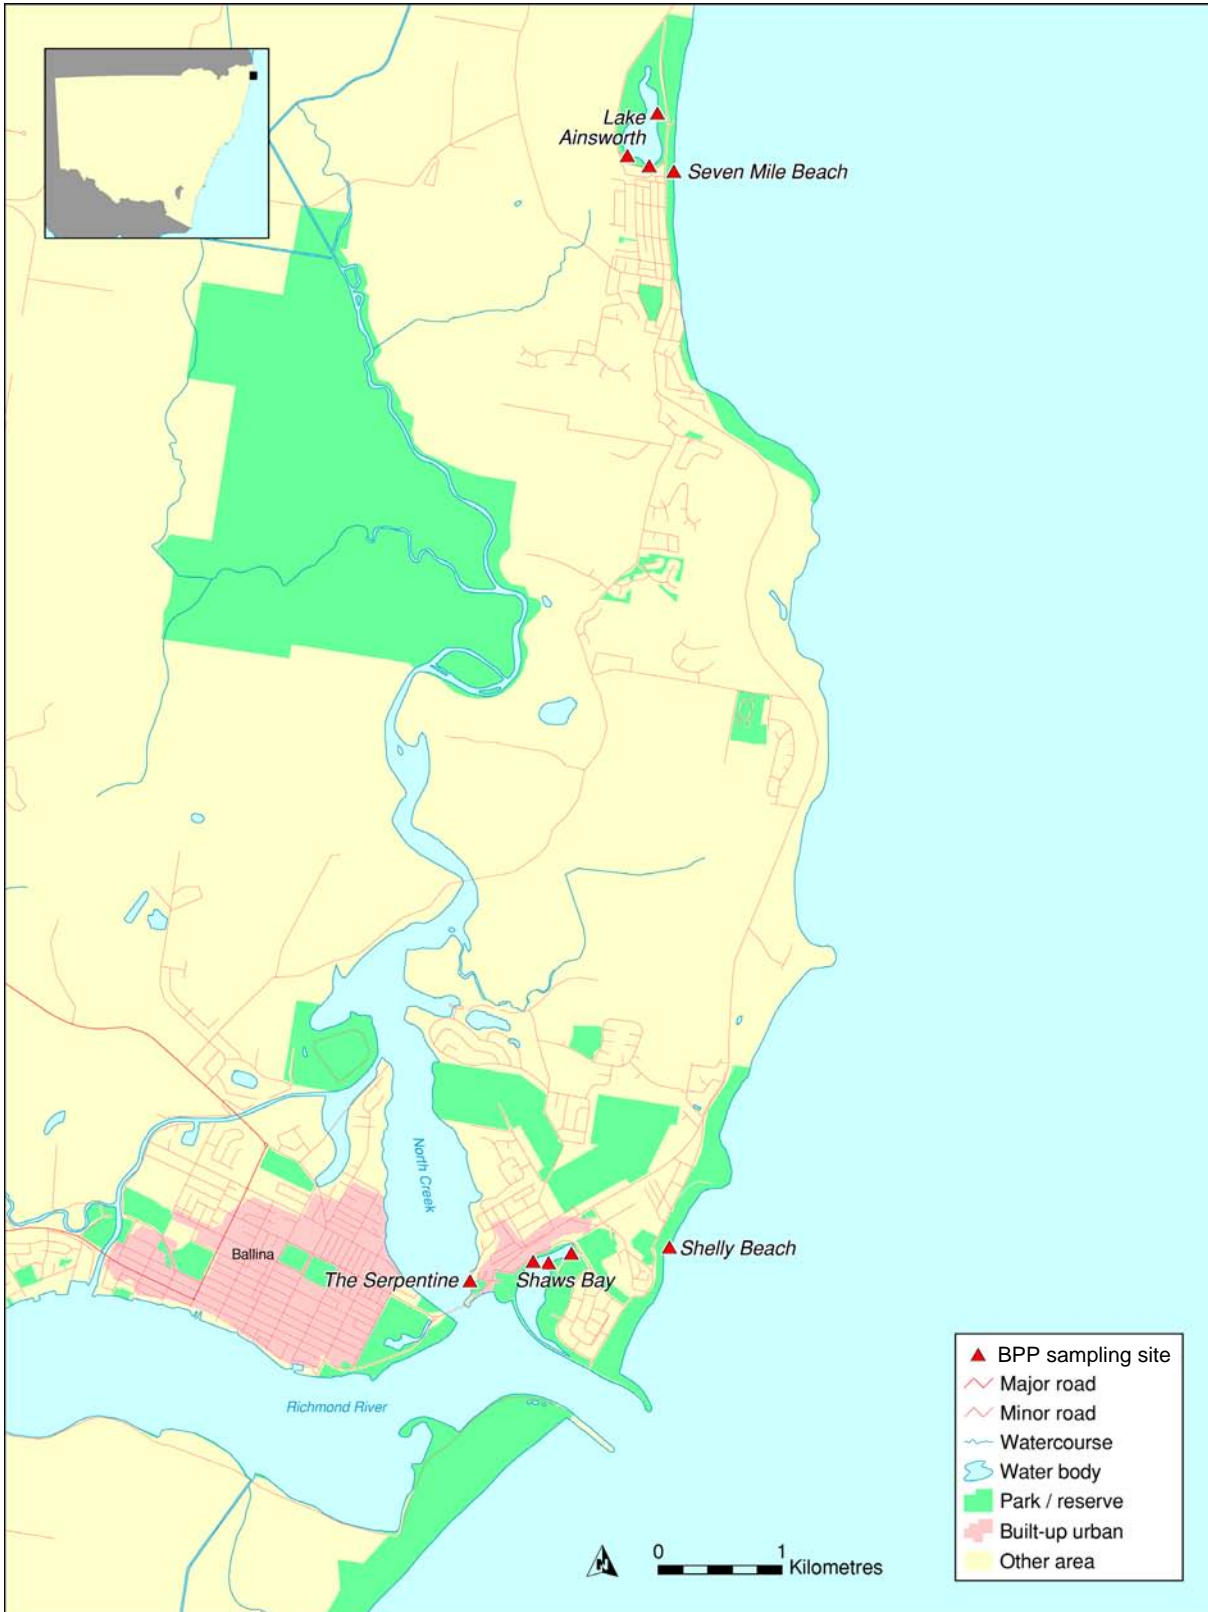 Lake
Ainsworth
Seven Mile Beach
North Creek
Ballina
Shelly Beach
The Serpentine
Shaws Bay
Richmond River
BPP sampling site
Major road
Minor road
Watercourse
Water body
Park / reserve
Built-up urban
Other area
N
0 1
Kilometres